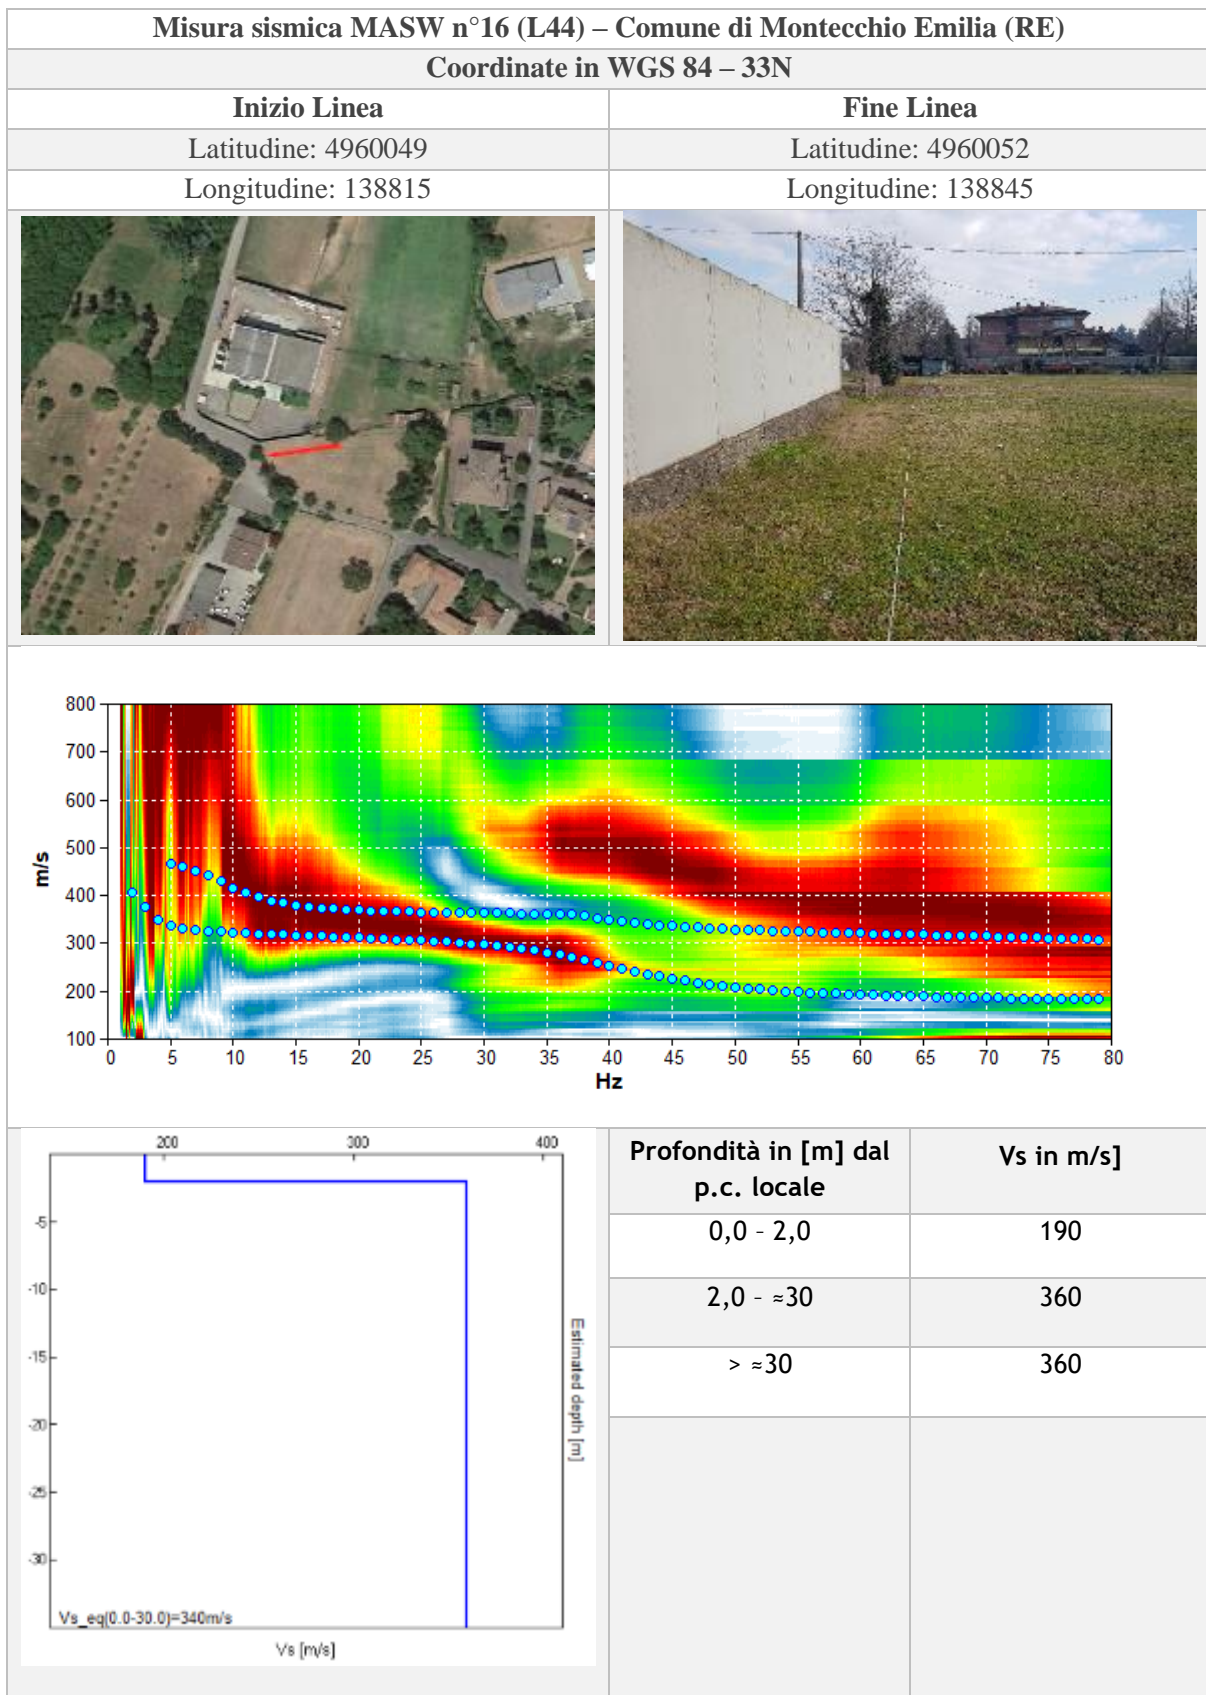 Misura sismica MASW n°16 (L44) – Comune di Montecchio Emilia (RE)
Coordinate in WGS 84 – 33N
Inizio Linea
Fine Linea
Latitudine: 4960049
Latitudine: 4960052
Longitudine: 138815
Longitudine: 138845
800
700
600
500
400
300
200
100
m/s
0 5 10 15 20 25 30 35 40 45 50 55 60 65 70 75 80
Hz
200 300 400
-5
-10
-15
-20
-25
-30
Estimated depth [m]
Vs_eq(0.0-30.0)=340m/s
Vs [m/s]
Profondità in [m] dal
p.c. locale
Vs in m/s]
0,0 – 2,0
190
2,0 – ≈30
360
> ≈30
360